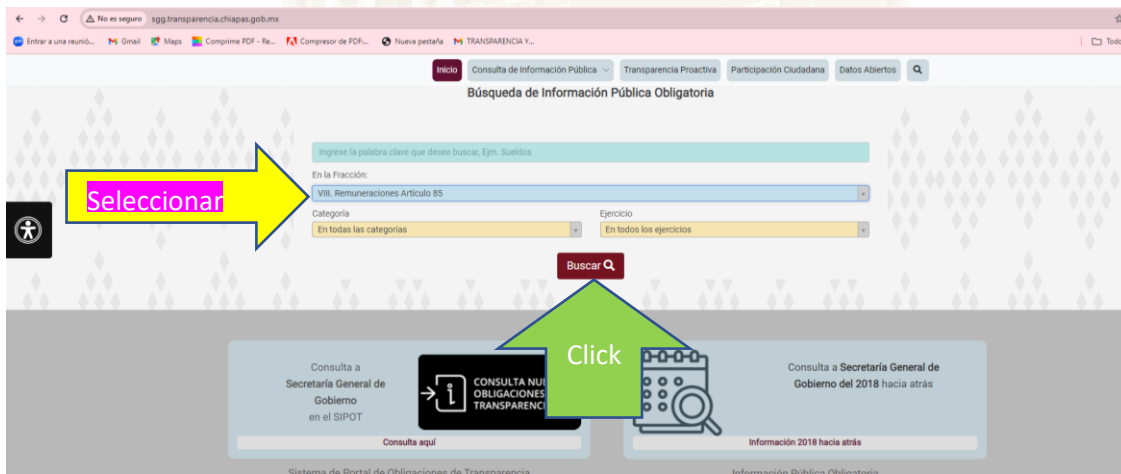 No es seguro sgg.transparencia.chiapas.gob.mx
Entrar a una reunió... Gmail Maps Comprime PDF - Re... Compresor de PDF:... Nueva pestaña TRANSPARENCIA Y...
Inicio Consulta de Información Pública Transparencia Proactiva Participación Ciudadana Datos Abiertos
Búsqueda de Información Pública Obligatoria
Ingrese la palabra clave que desee buscar, Ejm. Sueldos
En la Fracción:
VIII. Remuneraciones Artículo 85
Seleccionar
Categoría Ejercicio
En todas las categorías En todos los ejercicios
Buscar
Click
Consulta a
Secretaría General de
Gobierno
en el SIPOT
CONSULTA NU
OBLIGACIONES
TRANSPARENCI
Consulta aquí
Consulta a Secretaría General de
Gobierno del 2018 hacia atrás
Información 2018 hacia atrás
Sistema de Portal de Obligaciones de Transparencia
Información Pública Obligatoria